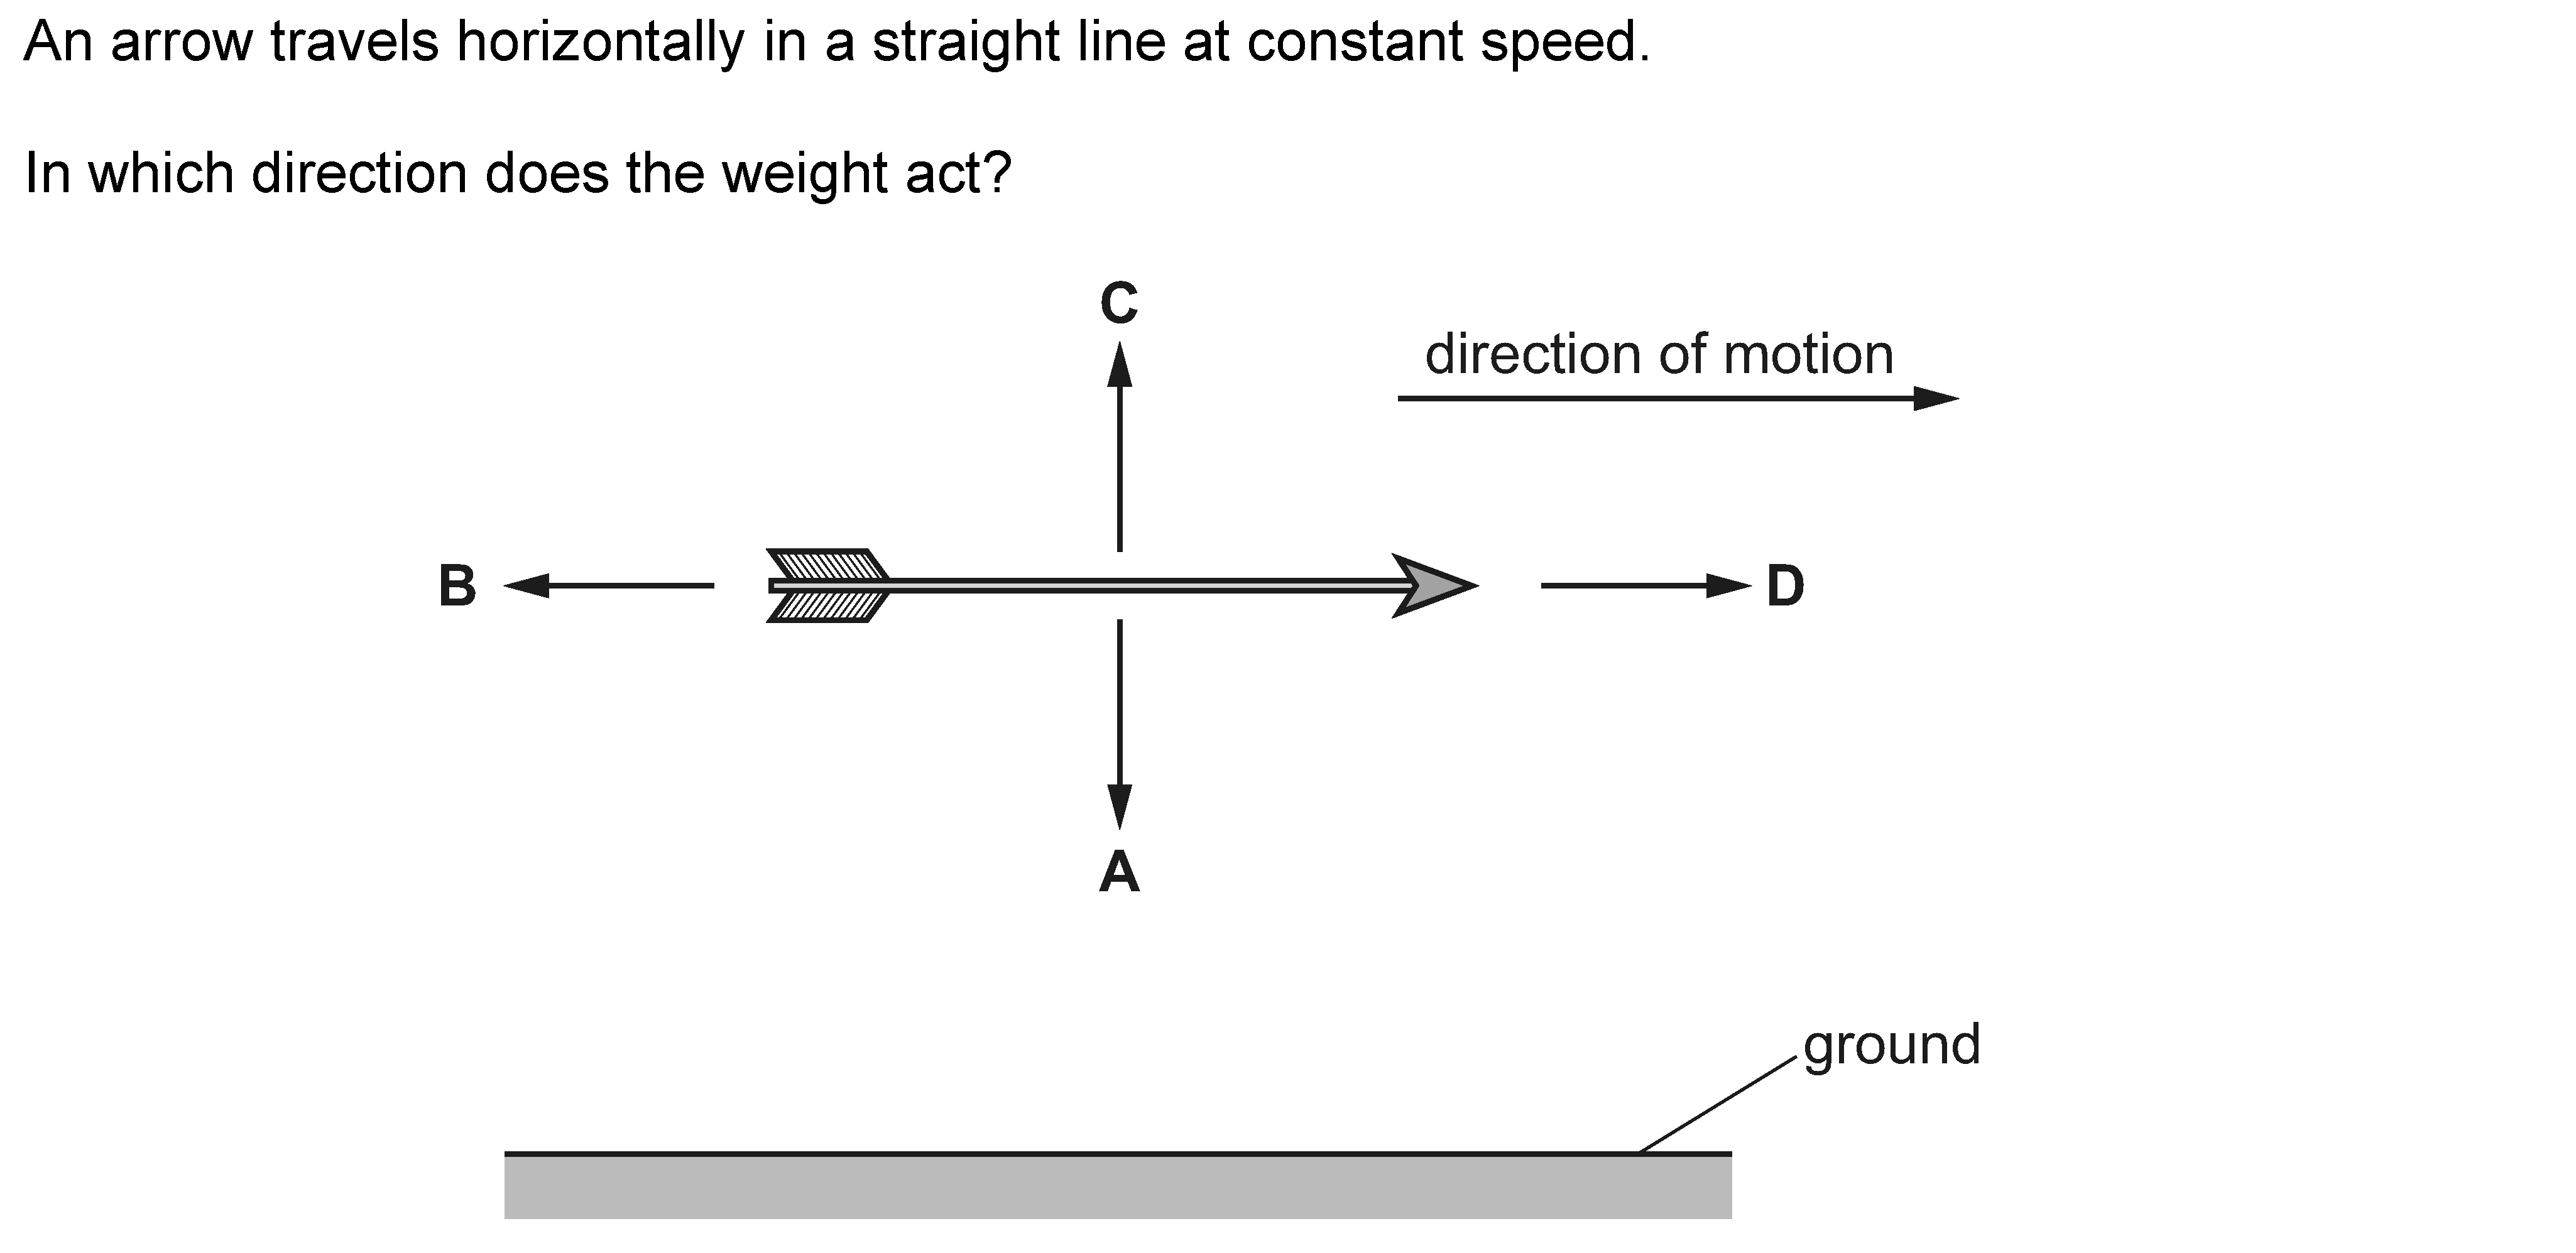 An arrow travels horizontally in a straight line at constant speed.
In which direction does the weight act?
C
direction of motion
B
D
A
ground